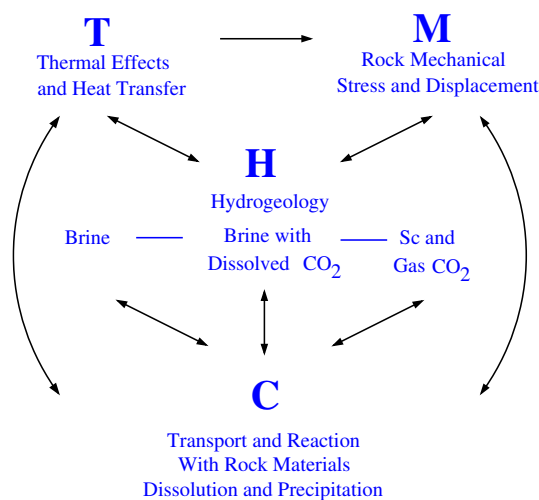 T
Thermal Effects
and Heat Transfer
M
Rock Mechanical
Stress and Displacement
H
Hydrogeology
Brine
Brine with
Dissolved CO2
Sc and
Gas CO2
C
Transport and Reaction
With Rock Materials
Dissolution and Precipitation